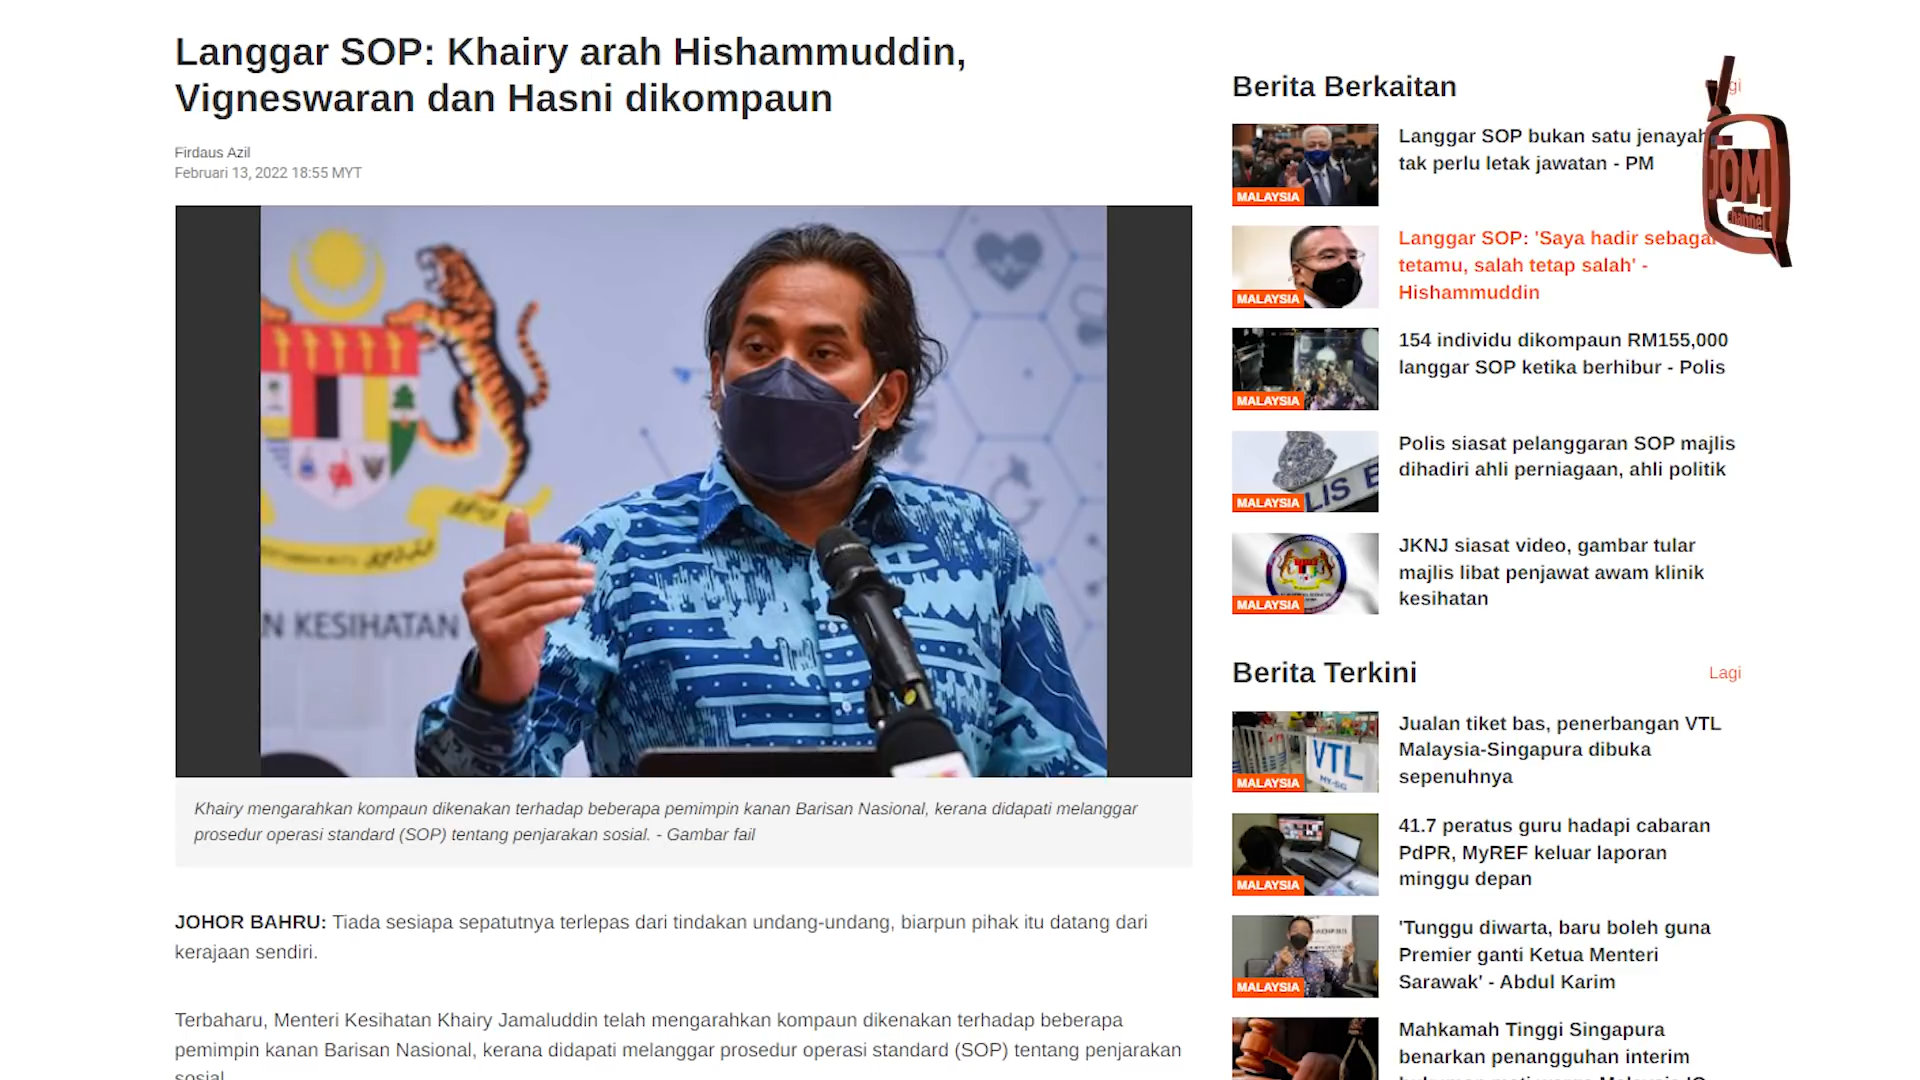 Langgar SOP: Khairy arah Hishammuddin,
Vigneswaran dan Hasni dikompaun
Firdaus Azil
Februari 13, 2022 18:55 MYT
N KESIHATAN
Khairy mengarahkan kompaun dikenakan terhadap beberapa pemimpin kanan Barisan Nasional, kerana didapati melanggar
prosedur operasi standard (SOP) tentang penjarakan sosial. - Gambar fail
JOHOR BAHRU: Tiada sesiapa sepatutnya terlepas dari tindakan undang-undang, biarpun pihak itu datang dari
kerajaan sendiri.
Terbaharu, Menteri Kesihatan Khairy Jamaluddin telah mengarahkan kompaun dikenakan terhadap beberapa
pemimpin kanan Barisan Nasional, kerana didapati melanggar prosedur operasi standard (SOP) tentang penjarakan
sosial.
Berita Berkaitan
JOM
channel
MALAYSIA
Langgar SOP bukan satu jenayah
tak perlu letak jawatan - PM
MALAYSIA
Langgar SOP: 'Saya hadir sebagai
tetamu, salah tetap salah' -
Hishammuddin
MALAYSIA
154 individu dikompaun RM155,000
langgar SOP ketika berhibur - Polis
LIS
MALAYSIA
Polis siasat pelanggaran SOP majlis
dihadiri ahli perniagaan, ahli politik
MALAYSIA
JKNJ siasat video, gambar tular
majlis libat penjawat awam klinik
kesihatan
Berita Terkini
Lagi
VTL
MY-SG
MALAYSIA
Jualan tiket bas, penerbangan VTL
Malaysia-Singapura dibuka
sepenuhnya
MALAYSIA
41.7 peratus guru hadapi cabaran
PdPR, MyREF keluar laporan
minggu depan
MALAYSIA
'Tunggu diwarta, baru boleh guna
Premier ganti Ketua Menteri
Sarawak' - Abdul Karim
Mahkamah Tinggi Singapura
benarkan penangguhan interim